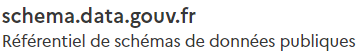 schema.data.gouv.fr
Référentiel de schémas de données publiques